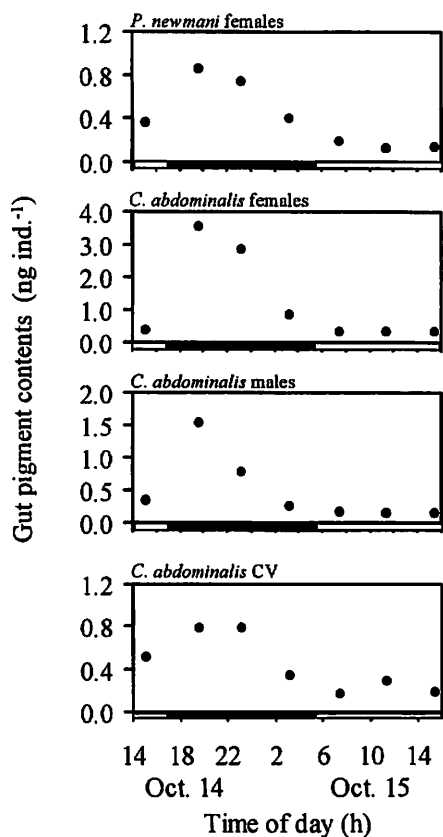 P. newmani females
1.2
0.8
0.4
0.0
C. abdominalis females
4.0
3.0
2.0
1.0
0.0
C. abdominalis males
2.0
1.5
1.0
0.5
0.0
C. abdominalis CV
1.2
0.8
0.4
0.0
Gut pigment contents (ng ind.-1)
14 18 22 2 6 10 14
Oct. 14 Oct. 15
Time of day (h)